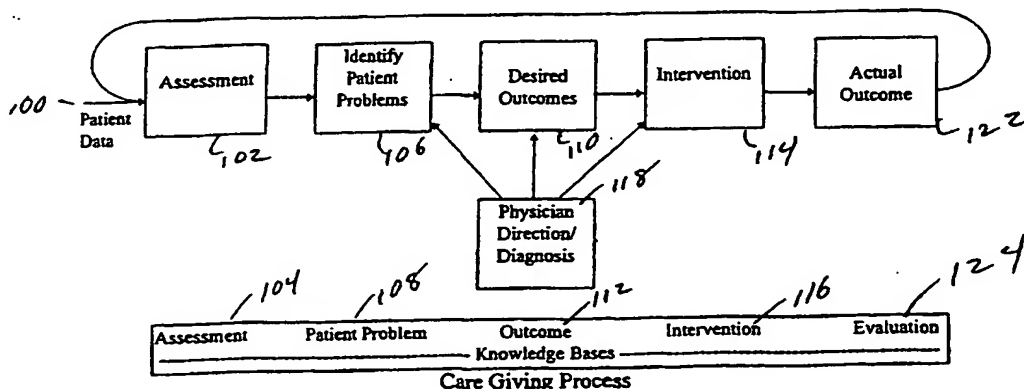 Assessment
Identify
Patient
Problems
Desired
Outcomes
Intervention
Actual
Outcome
100
Patient
Data
102
106
110
114
122
118
Physician
Direction/
Diagnosis
104
108
112
116
124
Assessment Patient Problem Outcome Intervention Evaluation
Knowledge Bases
Care Giving Process